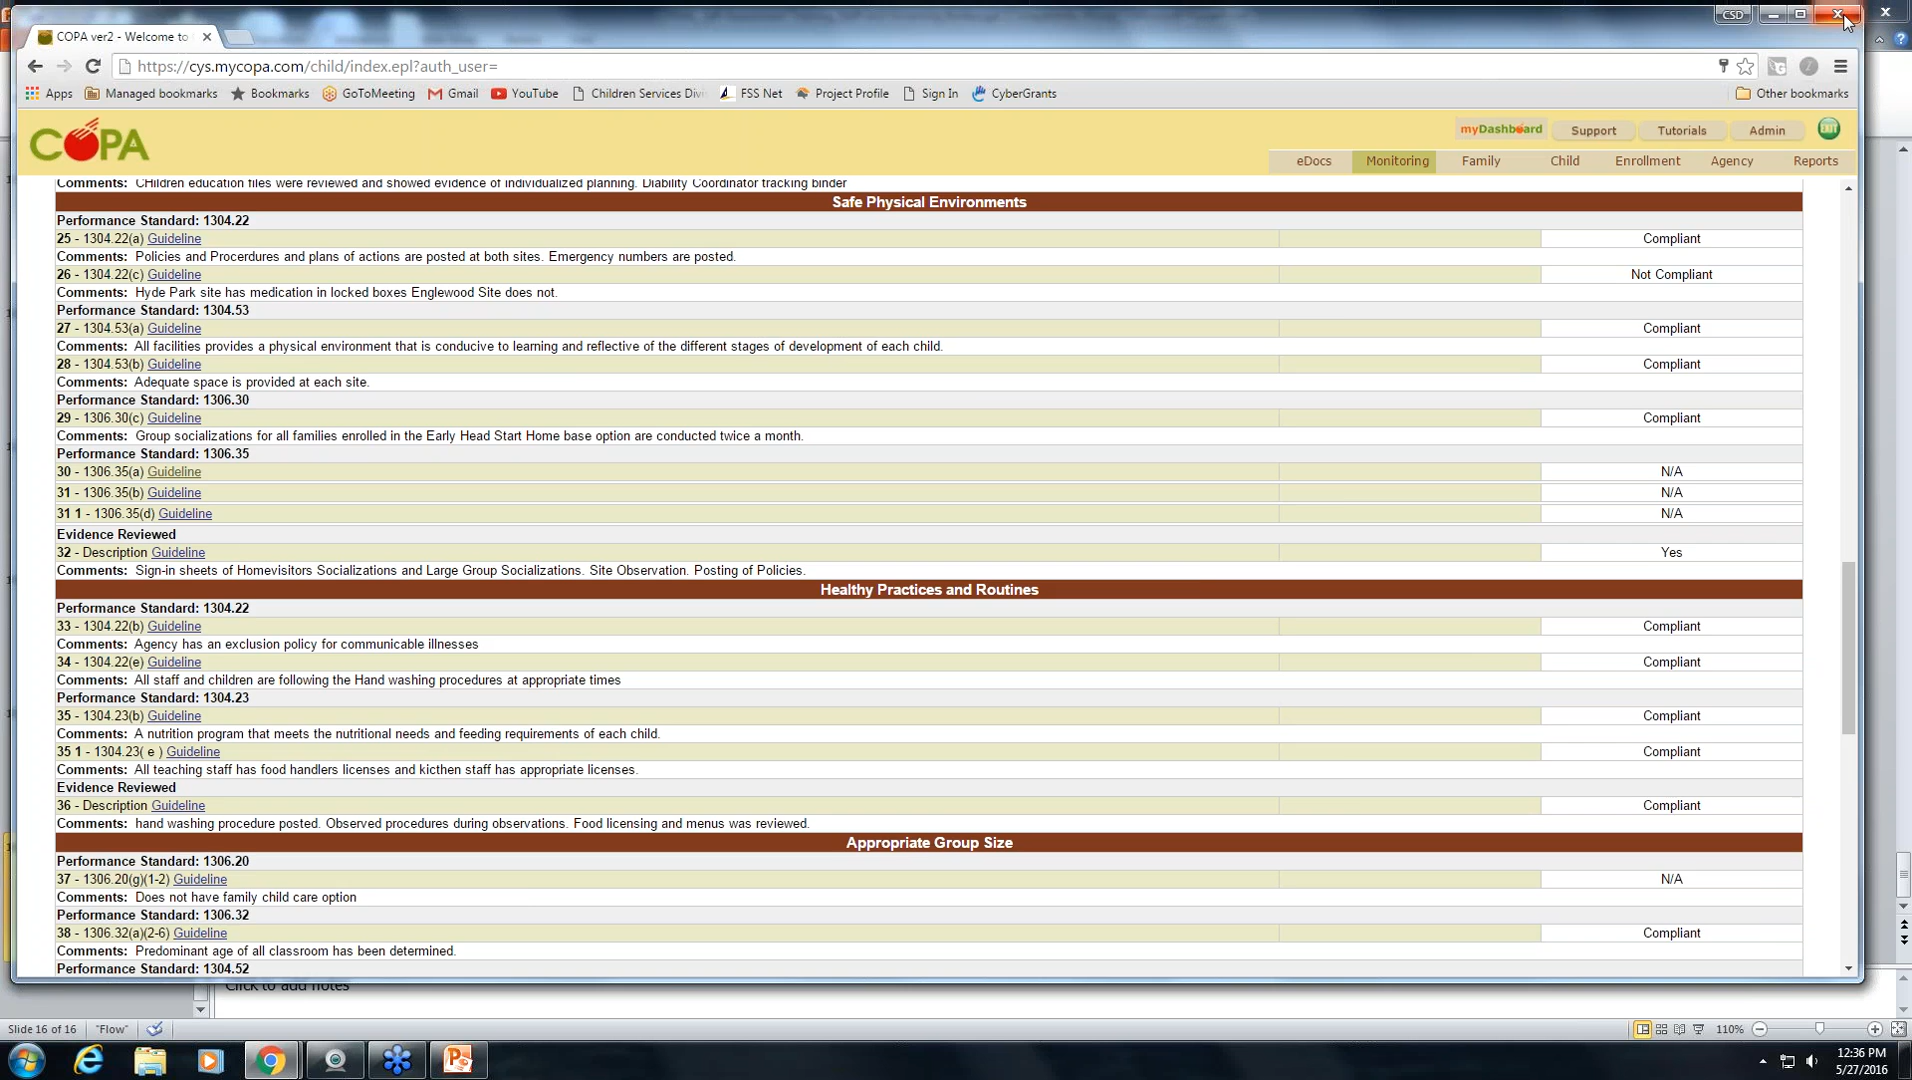 CSD
COPA ver2 - Welcome to
https://cys.mycopa.com/child/index.epl?auth_user=
Apps Managed bookmarks Bookmarks GoToMeeting Gmail YouTube Children Services Divi FSS Net Project Profile Sign In CyberGrants Other bookmarks
COPA
myDashboard Support Tutorials Admin EXIT
eDocs Monitoring Family Child Enrollment Agency Reports
Comments: CHildren education files were reviewed and showed evidence of individualized planning. Diability Coordinator tracking binder
Safe Physical Environments
Performance Standard: 1304.22
25 - 1304.22(a) Guideline Compliant
Comments: Policies and Procerdures and plans of actions are posted at both sites. Emergency numbers are posted.
26 - 1304.22(c) Guideline Not Compliant
Comments: Hyde Park site has medication in locked boxes Englewood Site does not.
Performance Standard: 1304.53
27 - 1304.53(a) Guideline Compliant
Comments: All facilities provides a physical environment that is conducive to learning and reflective of the different stages of development of each child.
28 - 1304.53(b) Guideline Compliant
Comments: Adequate space is provided at each site.
Performance Standard: 1306.30
29 - 1306.30(c) Guideline Compliant
Comments: Group socializations for all families enrolled in the Early Head Start Home base option are conducted twice a month.
Performance Standard: 1306.35
30 - 1306.35(a) Guideline N/A
31 - 1306.35(b) Guideline N/A
31 1 - 1306.35(d) Guideline N/A
Evidence Reviewed
32 - Description Guideline Yes
Comments: Sign-in sheets of Homevisitors Socializations and Large Group Socializations. Site Observation. Posting of Policies.
Healthy Practices and Routines
Performance Standard: 1304.22
33 - 1304.22(b) Guideline Compliant
Comments: Agency has an exclusion policy for communicable illnesses
34 - 1304.22(e) Guideline Compliant
Comments: All staff and children are following the Hand washing procedures at appropriate times
Performance Standard: 1304.23
35 - 1304.23(b) Guideline Compliant
Comments: A nutrition program that meets the nutritional needs and feeding requirements of each child.
35 1 - 1304.23( e ) Guideline Compliant
Comments: All teaching staff has food handlers licenses and kicthen staff has appropriate licenses.
Evidence Reviewed
36 - Description Guideline Compliant
Comments: hand washing procedure posted. Observed procedures during observations. Food licensing and menus was reviewed.
Appropriate Group Size
Performance Standard: 1306.20
37 - 1306.20(g)(1-2) Guideline N/A
Comments: Does not have family child care option
Performance Standard: 1306.32
38 - 1306.32(a)(2-6) Guideline Compliant
Comments: Predominant age of all classroom has been determined.
Performance Standard: 1304.52
Click to add notes
Slide 16 of 16 "Flow" 110%
12:36 PM
5/27/2016